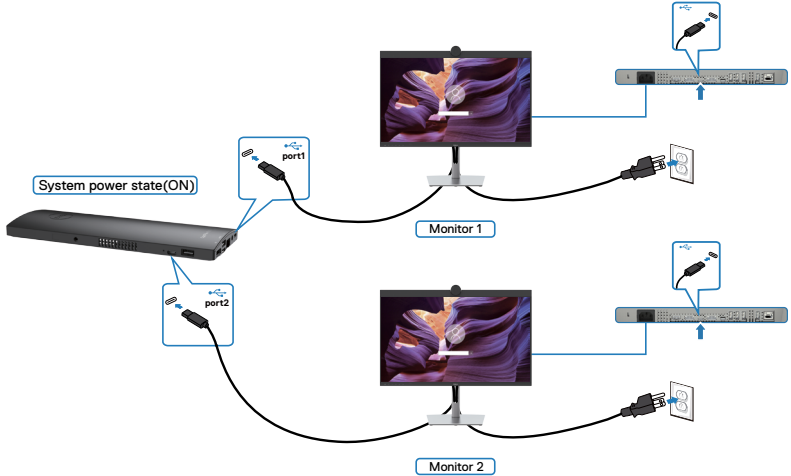 port1
System power state(ON)
Monitor 1
port2
Monitor 2